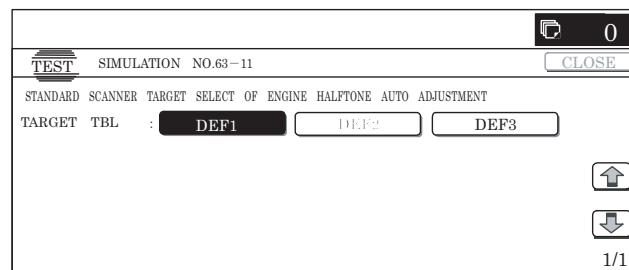 0
TEST SIMULATION NO.63-11 CLOSE
STANDARD SCANNER TARGET SELECT OF ENGINE HALFTONE AUTO ADJUSTMENT
TARGET TBL : DEF1 DEF2 DEF3
1/1